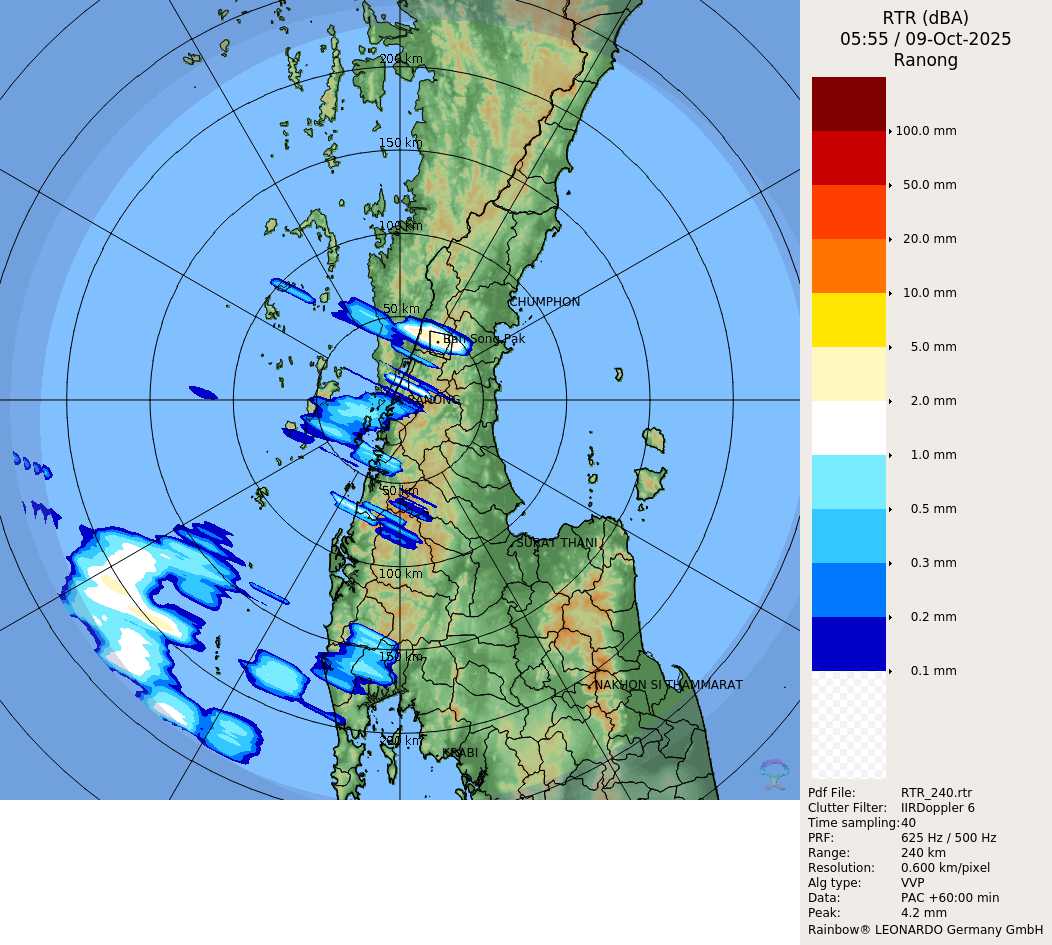 RTR (dBA)
05:55 / 09-Oct-2025
Ranong
100.0 mm
50.0 mm
20.0 mm
10.0 mm
5.0 mm
2.0 mm
1.0 mm
0.5 mm
0.3 mm
0.2 mm
0.1 mm
Pdf File: RTR_240.rtr
Clutter Filter: IIRDoppler 6
Time sampling: 40
PRF: 625 Hz / 500 Hz
Range: 240 km
Resolution: 0.600 km/pixel
Alg type: VVP
Data: PAC +60:00 min
Peak: 4.2 mm
Rainbow® LEONARDO Germany GmbH
200 km
150 km
100 km
CHUMPHON
50 km
Ban Song Pak
RANONG
50 km
SURAT THANI
100 km
150 km
NAKHON SI THAMMARAT
200 km
KRABI